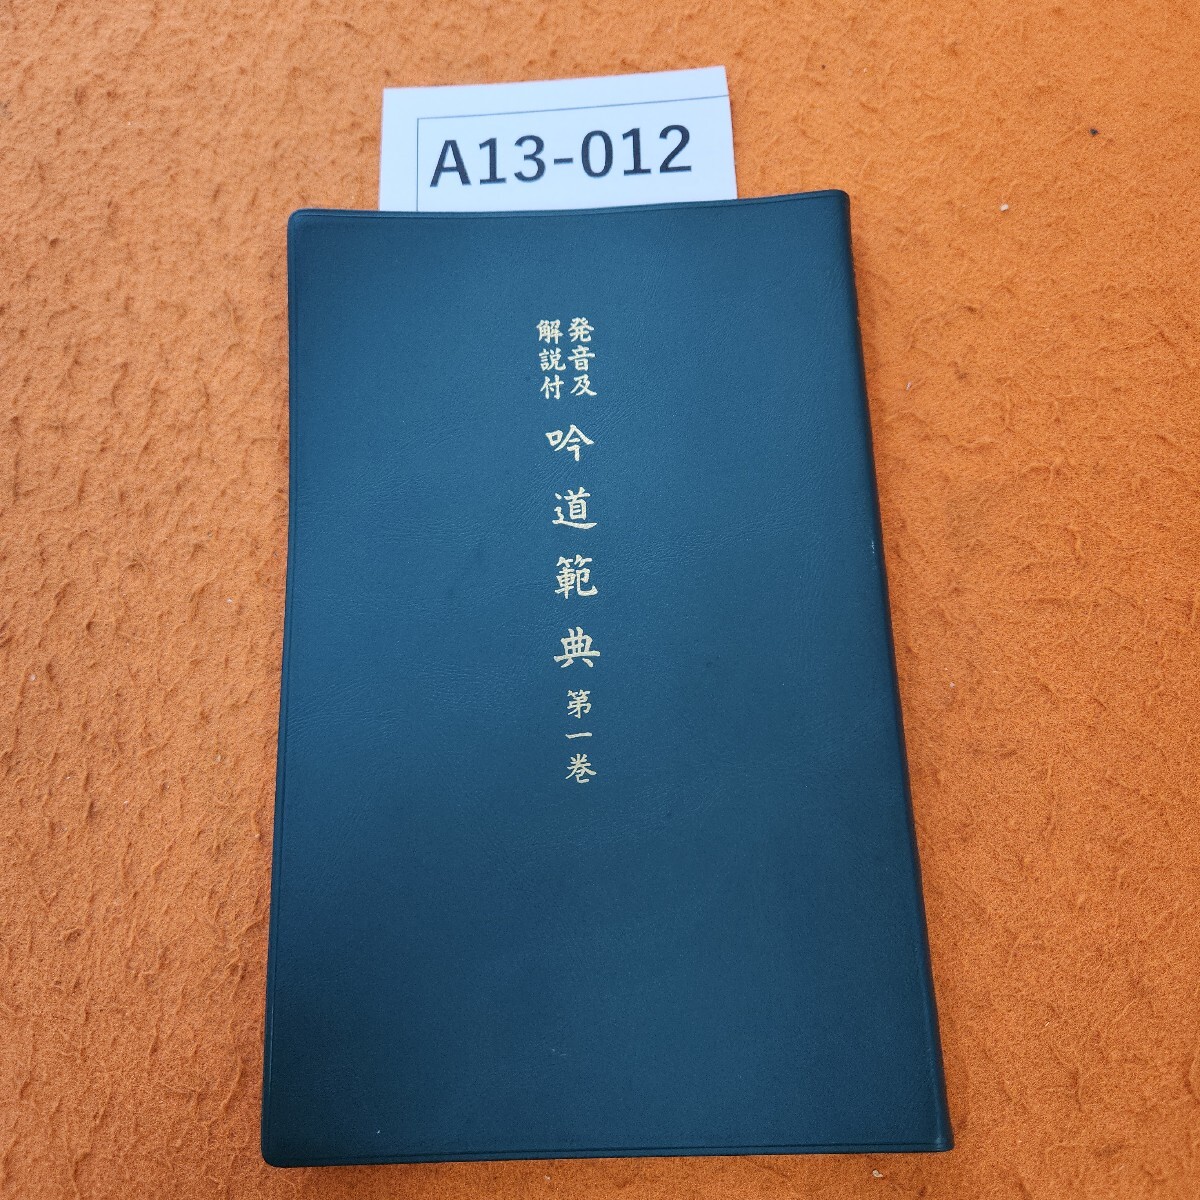 A13-012
発音及
解説付
吟道範典 第一巻